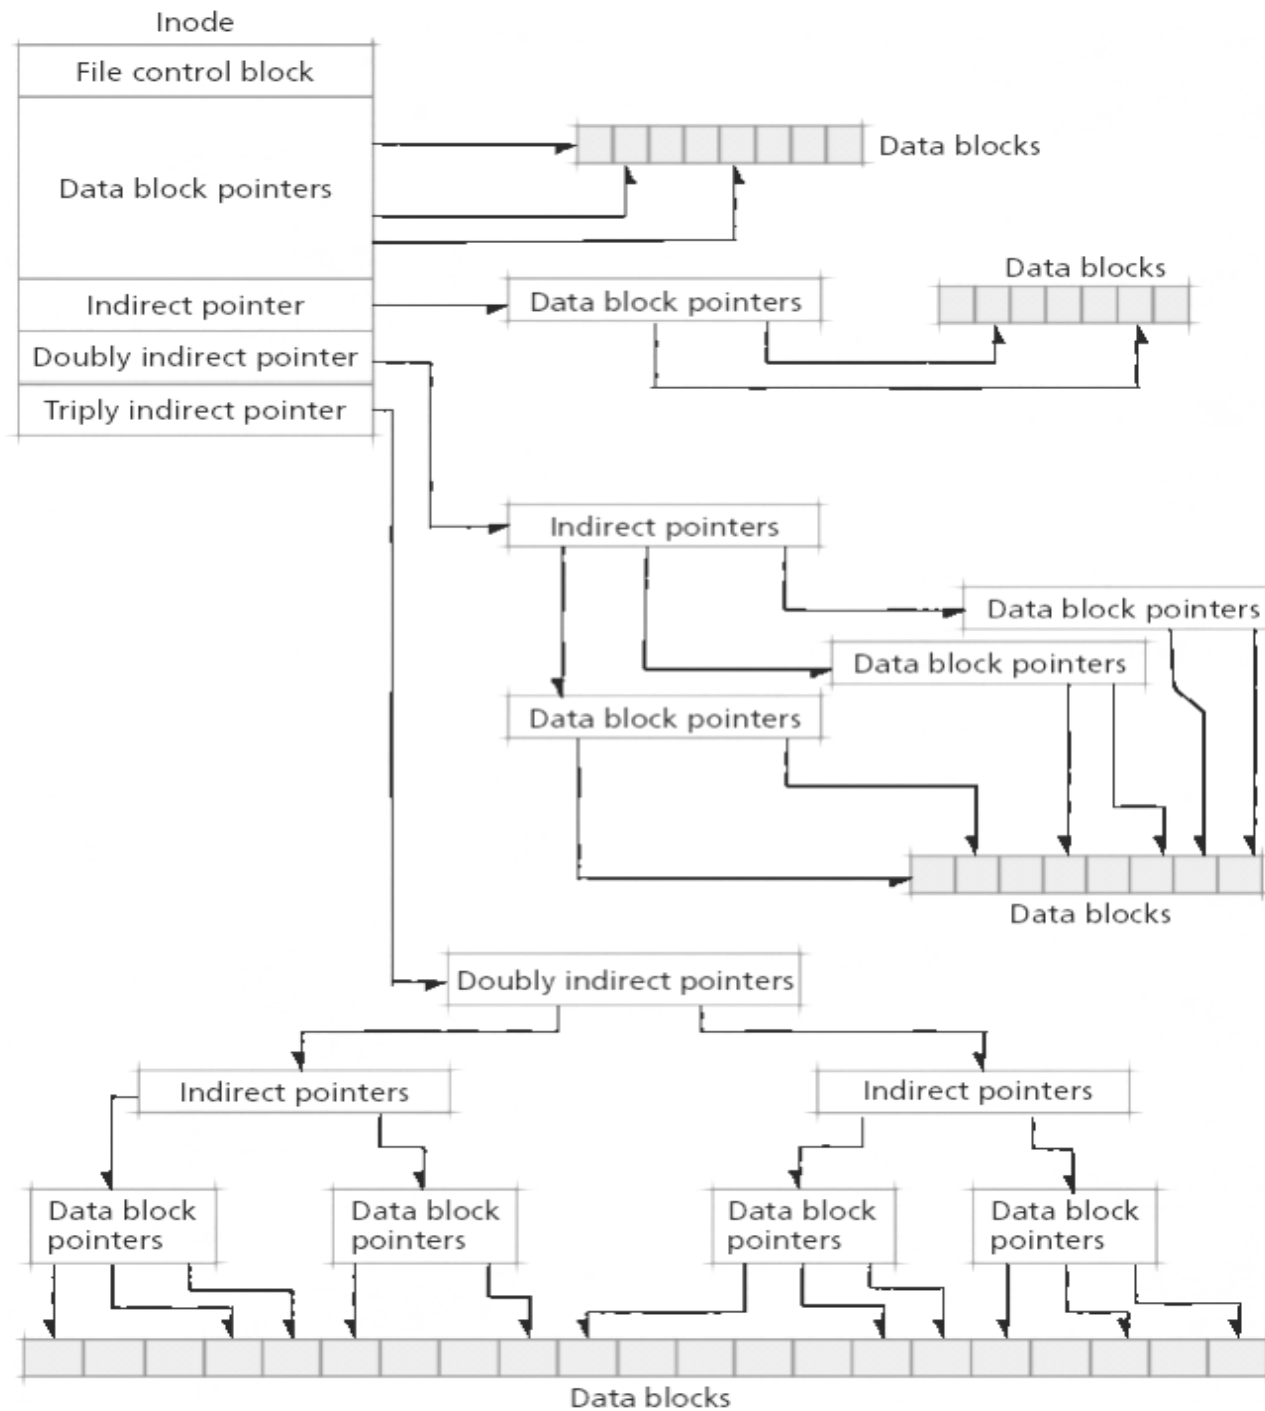 Inode
File control block
Data blocks
Data block pointers
Data blocks
Indirect pointer
Data block pointers
Doubly indirect pointer
Triply indirect pointer
Indirect pointers
Data block pointers
Data block pointers
Data block pointers
Data blocks
Doubly indirect pointers
Indirect pointers
Indirect pointers
Data block
pointers
Data block
pointers
Data block
pointers
Data block
pointers
Data blocks